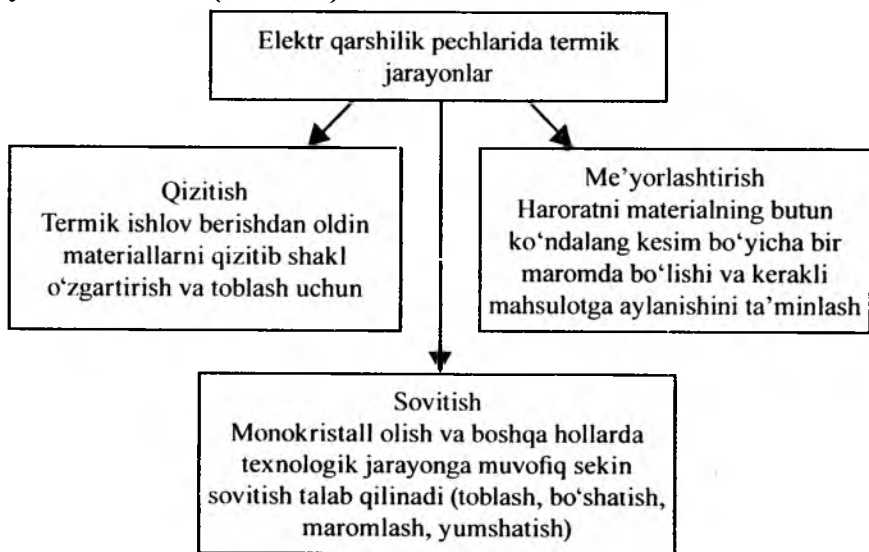 Elektr qarshilik pechlarida termik
jarayonlar
Qizitish
Termik ishlov berishdan oldin
materiallarni qizitib shakl
o‘zgartirish va toblash uchun
Me’yorlashtirish
Haroratni materialning butun
ko‘ndalang kesim bo‘yicha bir
maromda bo‘lishi va kerakli
mahsulotga aylanishini ta’minlash
Sovitish
Monokristall olish va boshqa hollarda
texnologik jarayonga muvofiq sekin
sovitish talab qilinadi (toblash, bo‘shatish,
maromlash, yumshatish)